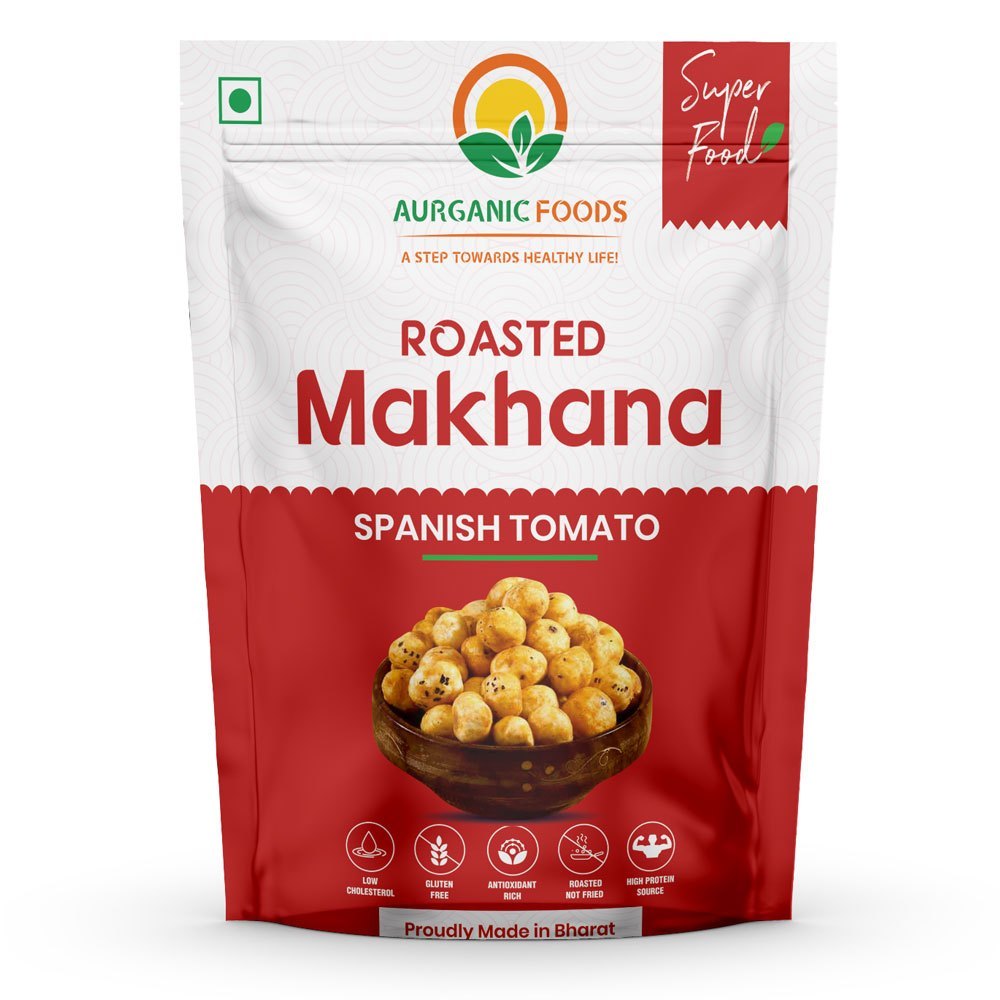 Super
Food
AURGANIC FOODS
A STEP TOWARDS HEALTHY LIFE!
ROASTED
Makhana
SPANISH TOMATO
LOW
CHOLESTEROL
GLUTEN
FREE
ANTIOXIDANT
RICH
ROASTED
NOT FRIED
HIGH PROTEIN
SOURCE
Proudly Made in Bharat